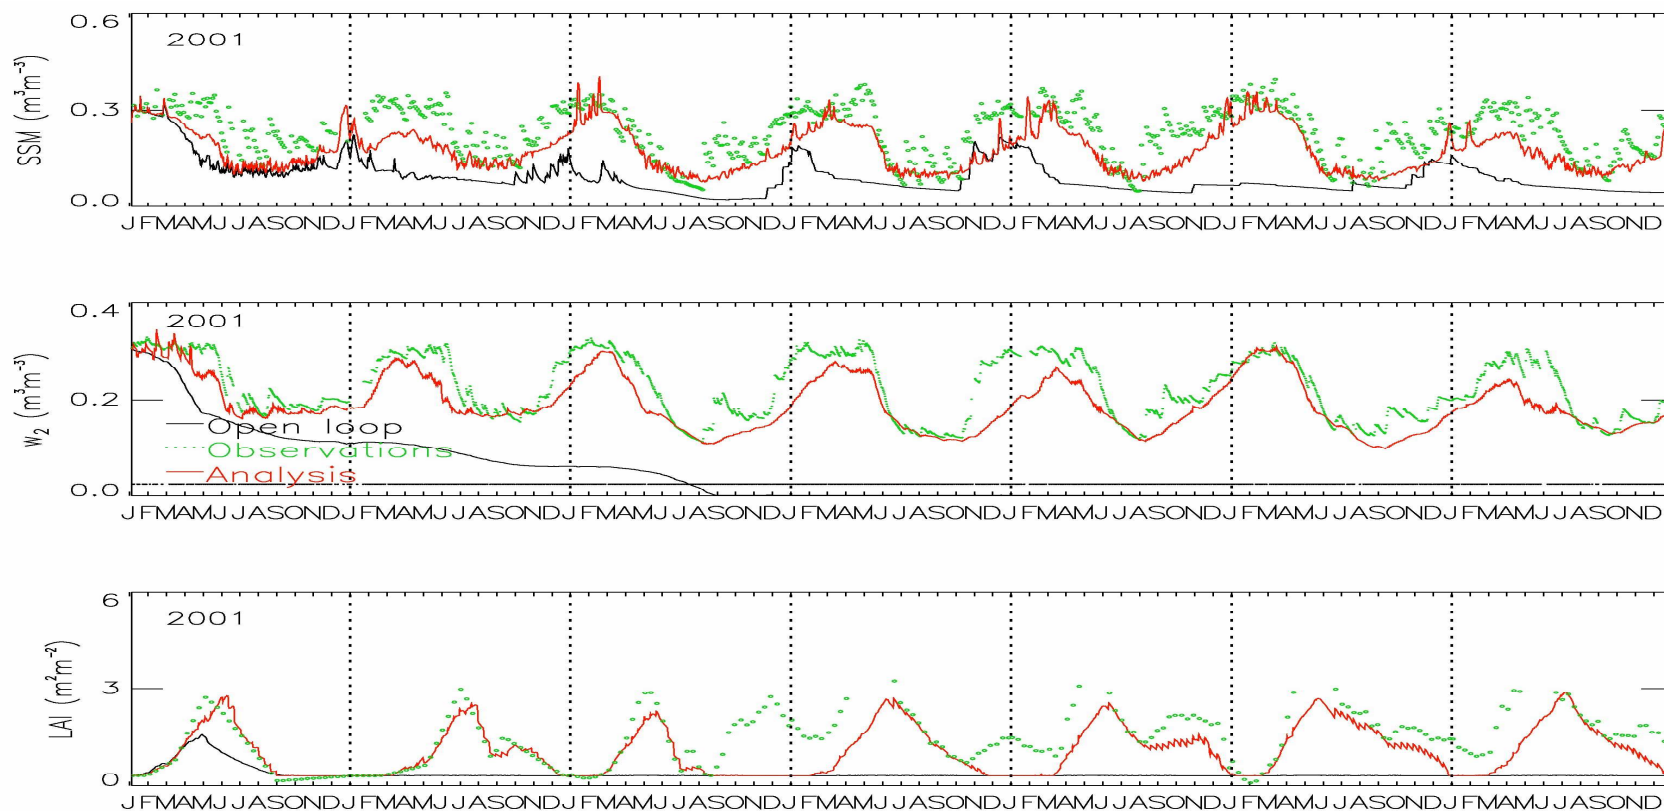 0.6
2001
SSM (m³m⁻³)
0.3
0.0
J FMAMJ JASONDJ FMAMJ JASONDJ FMAMJ JASONDJ FMAMJ JASONDJ FMAMJ JASONDJ FMAMJ JASONDJ FMAMJ JASOND
0.4
2001
w₂ (m³m⁻³)
0.2
Open loop
Observations
Analysis
0.0
J FMAMJ JASONDJ FMAMJ JASONDJ FMAMJ JASONDJ FMAMJ JASONDJ FMAMJ JASONDJ FMAMJ JASONDJ FMAMJ JASOND
6
2001
LAI (m²m⁻²)
3
0
J FMAMJ JASONDJ FMAMJ JASONDJ FMAMJ JASONDJ FMAMJ JASONDJ FMAMJ JASONDJ FMAMJ JASONDJ FMAMJ JASOND